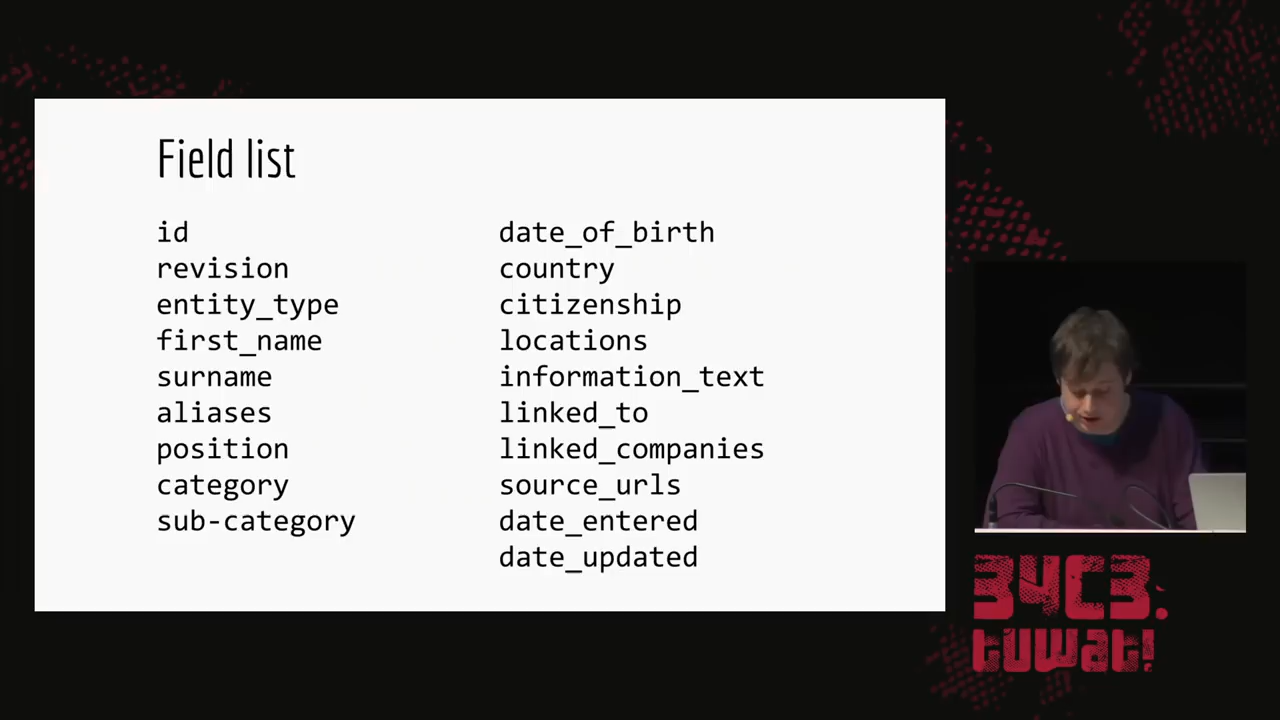 Field list
id
revision
entity_type
first_name
surname
aliases
position
category
sub-category
date_of_birth
country
citizenship
locations
information_text
linked_to
linked_companies
source_urls
date_entered
date_updated
34C3.
tuwat!